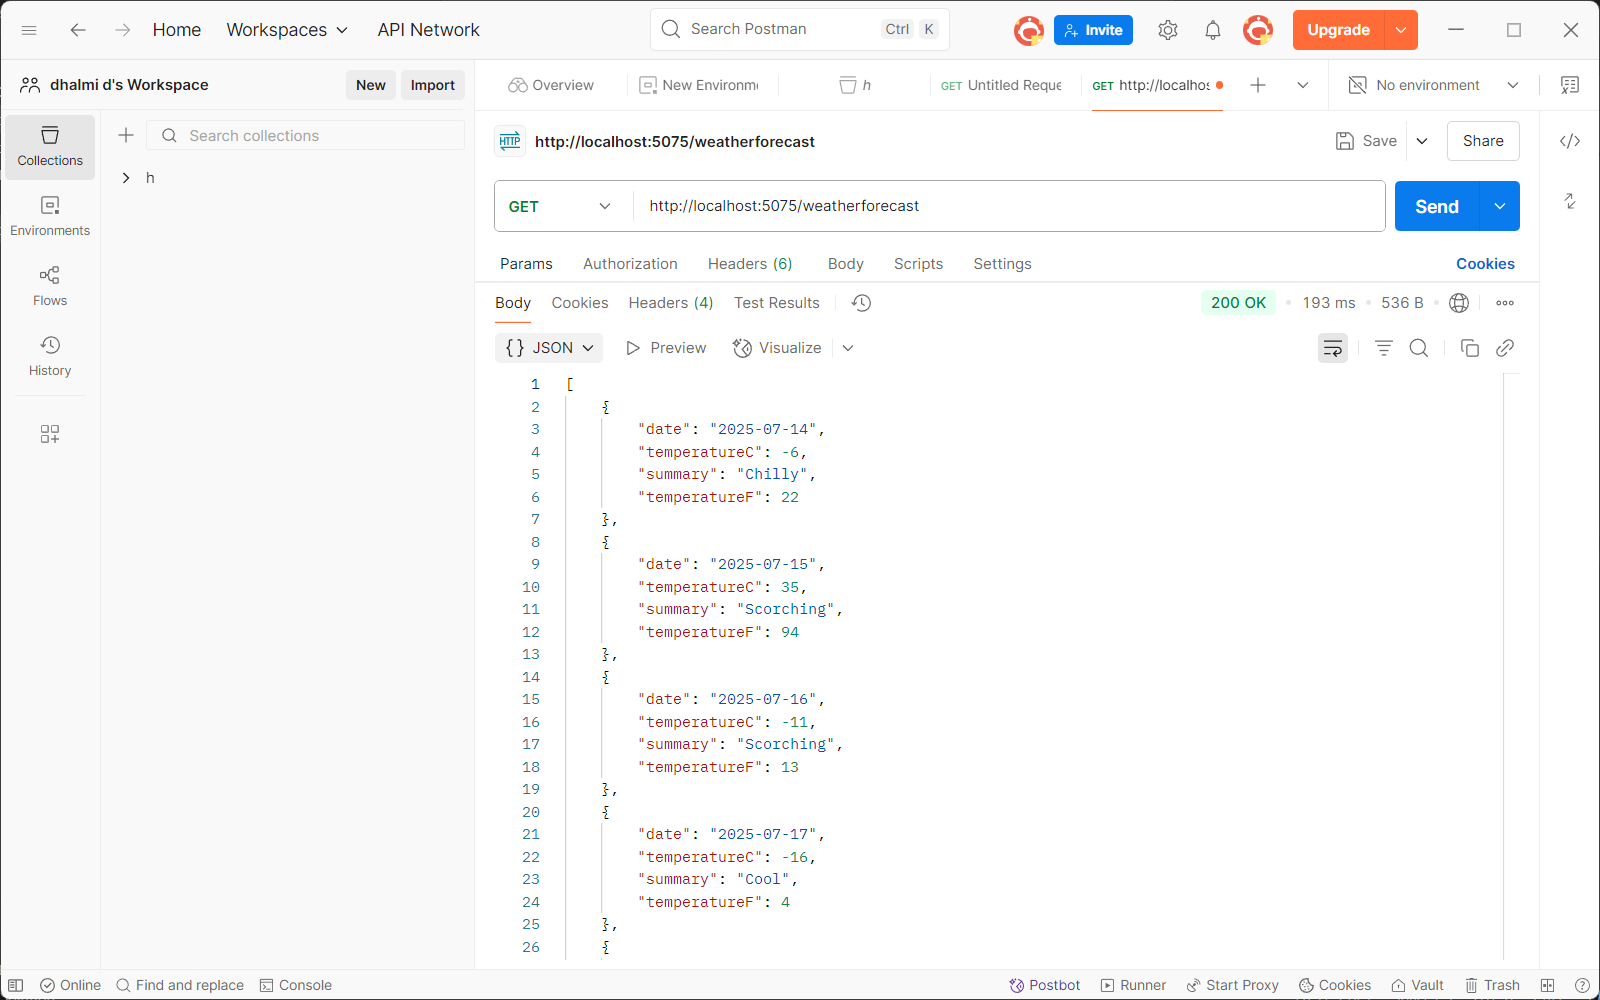 Home Workspaces API Network Search Postman Ctrl K Invite Upgrade
dhalmi d's Workspace New Import
Overview New Environm h GET Untitled Reque GET http://localhos No environment
Collections
Environments
Flows
History
Search collections
h
HTTP http://localhost:5075/weatherforecast Save Share
GET http://localhost:5075/weatherforecast Send
Params Authorization Headers (6) Body Scripts Settings Cookies
Body Cookies Headers (4) Test Results 200 OK 193 ms 536 B
{} JSON Preview Visualize
1 [
2 {
3 "date": "2025-07-14",
4 "temperatureC": -6,
5 "summary": "Chilly",
6 "temperatureF": 22
7 },
8 {
9 "date": "2025-07-15",
10 "temperatureC": 35,
11 "summary": "Scorching",
12 "temperatureF": 94
13 },
14 {
15 "date": "2025-07-16",
16 "temperatureC": -11,
17 "summary": "Scorching",
18 "temperatureF": 13
19 },
20 {
21 "date": "2025-07-17",
22 "temperatureC": -16,
23 "summary": "Cool",
24 "temperatureF": 4
25 },
26 {
Online Find and replace Console Postbot Runner Start Proxy Cookies Vault Trash